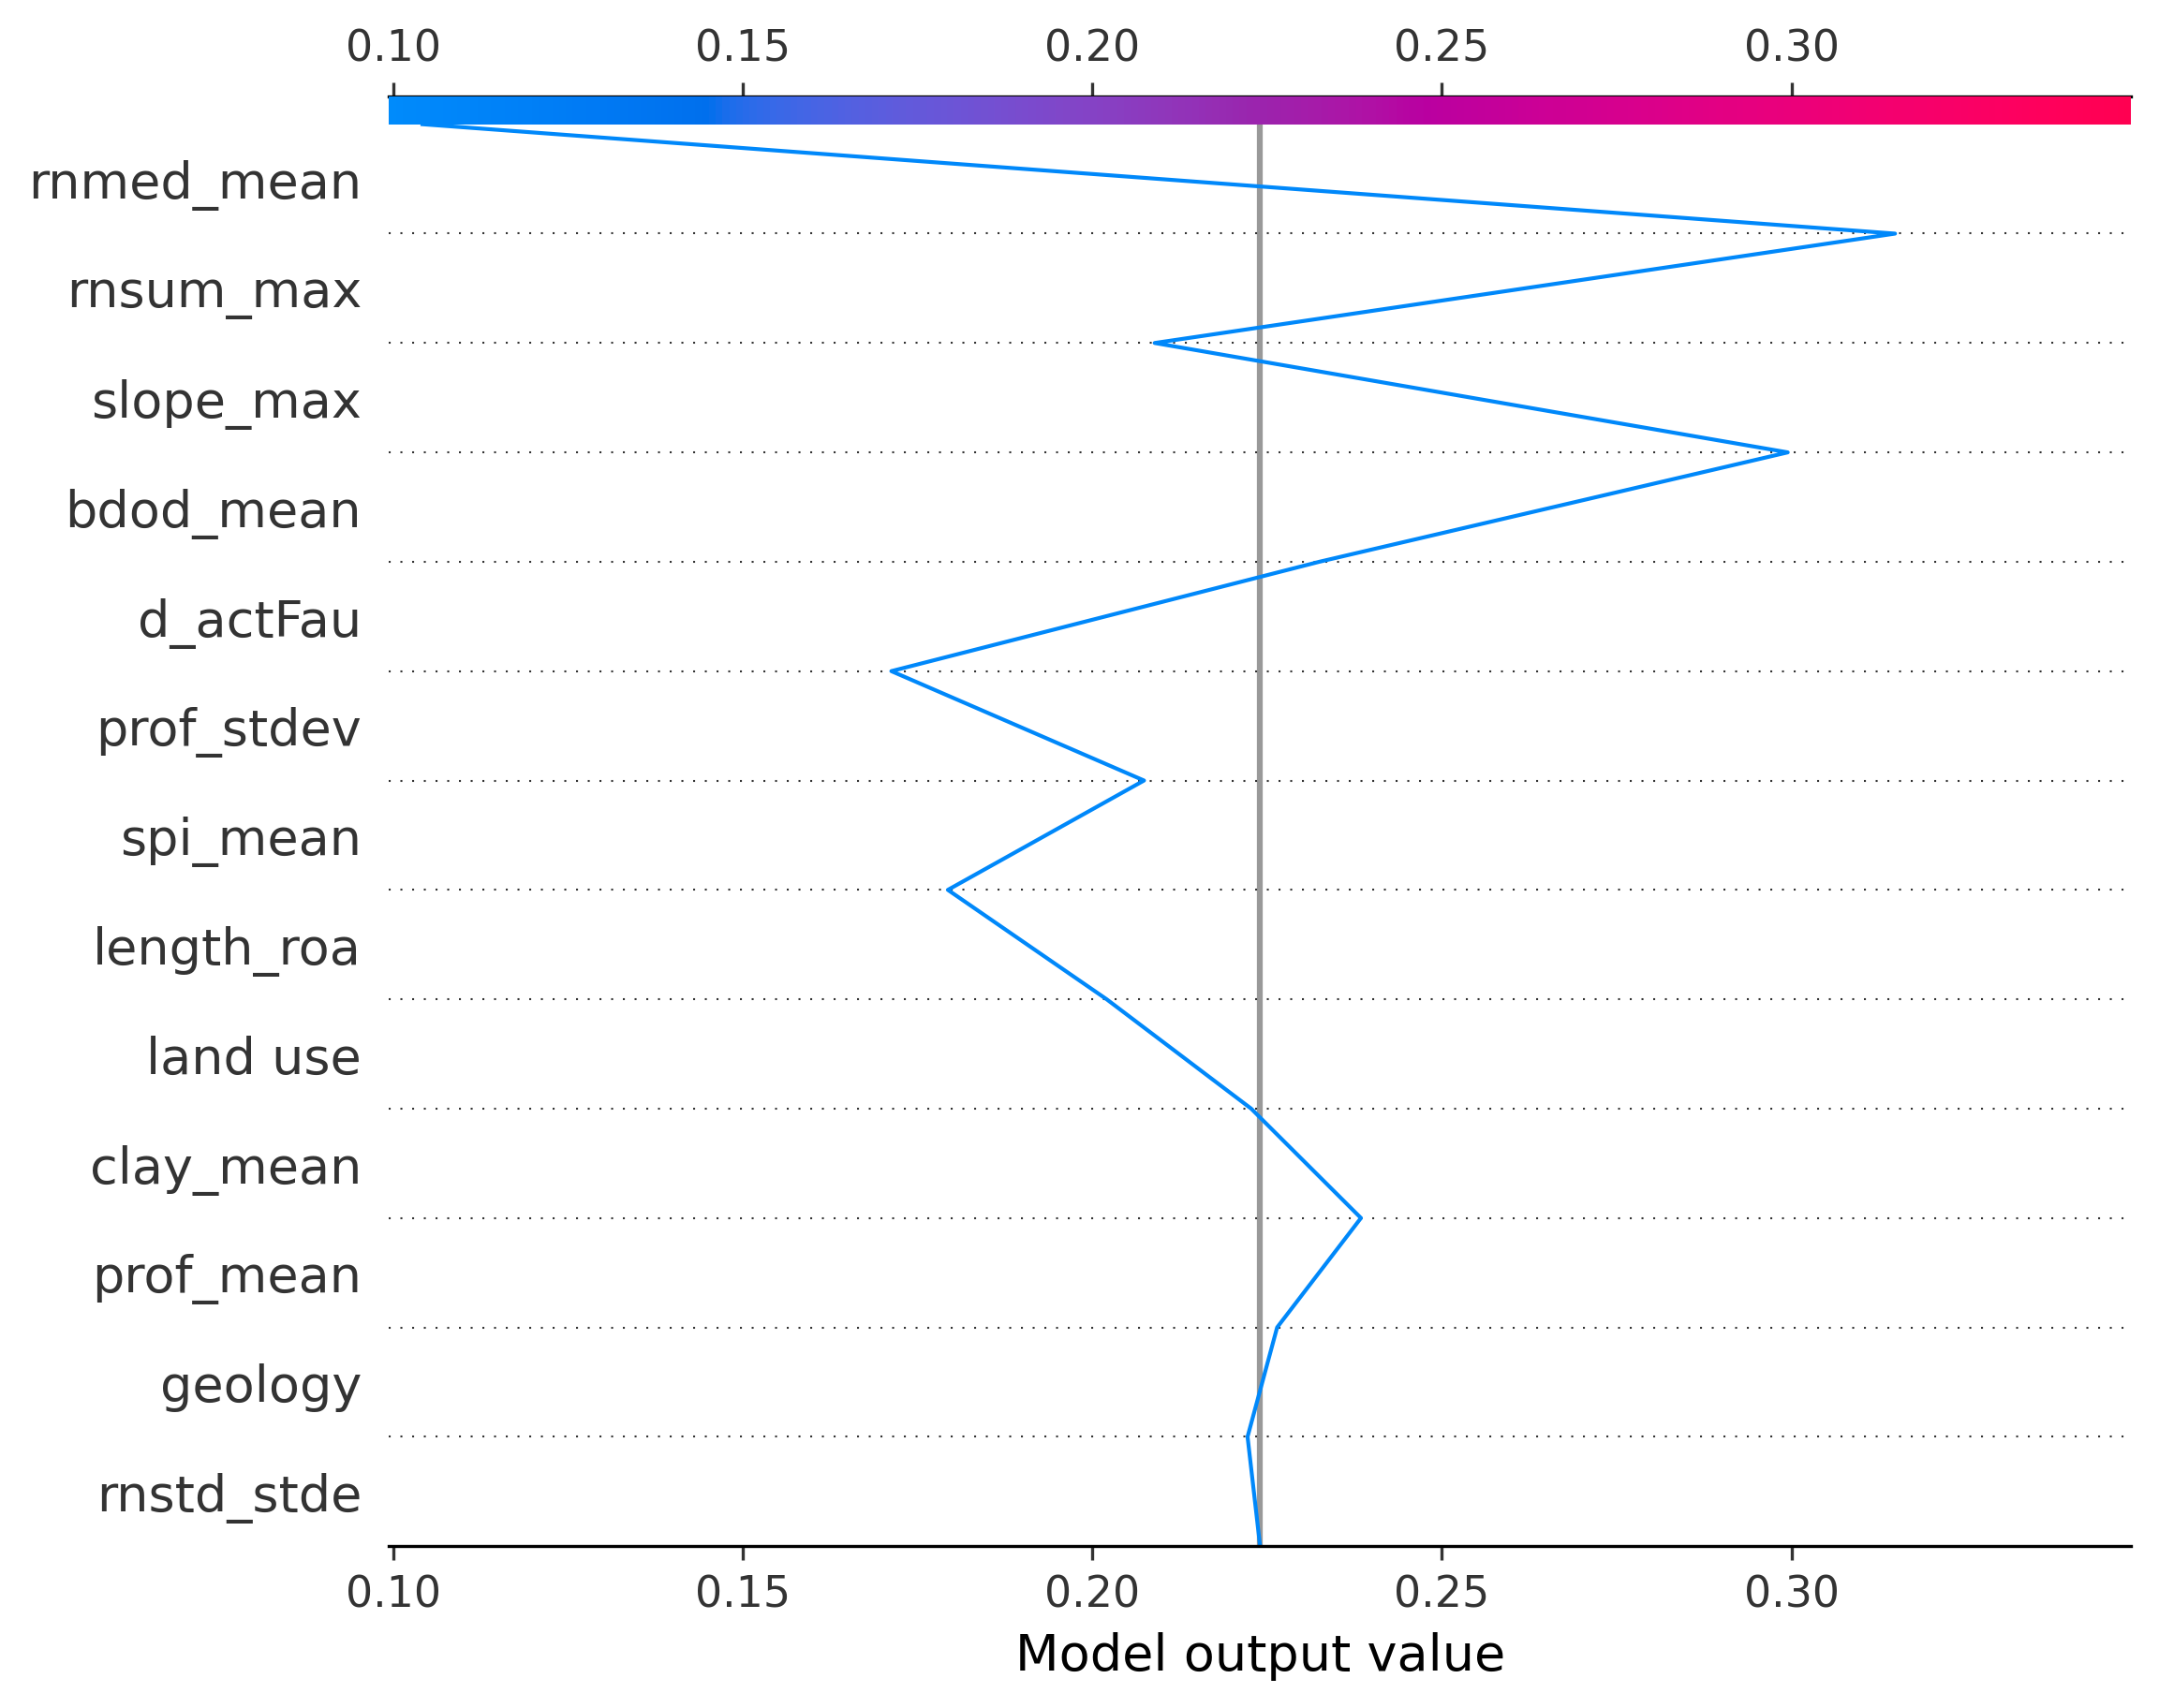 0.10 0.15 0.20 0.25 0.30
rnmed_mean
rnsum_max
slope_max
bdod_mean
d_actFau
prof_stdev
spi_mean
length_roa
land use
clay_mean
prof_mean
geology
rnstd_stde
0.10 0.15 0.20 0.25 0.30
Model output value